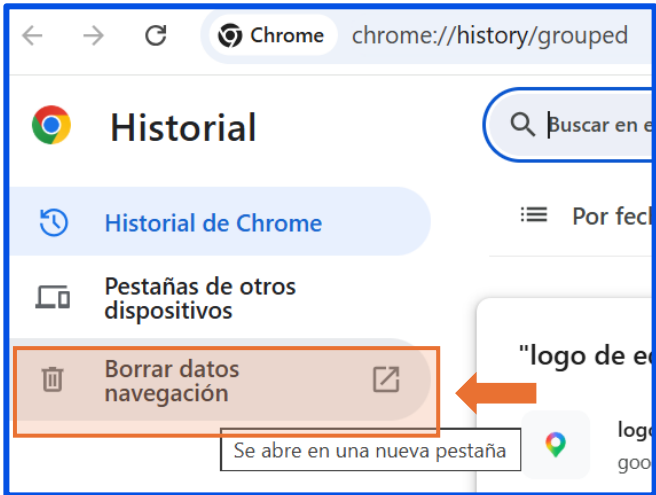 Chrome chrome://history/grouped
Historial
Buscar en e
Historial de Chrome
Por fech
Pestañas de otros
dispositivos
Borrar datos
navegación
Se abre en una nueva pestaña
"logo de ed
logo
goo